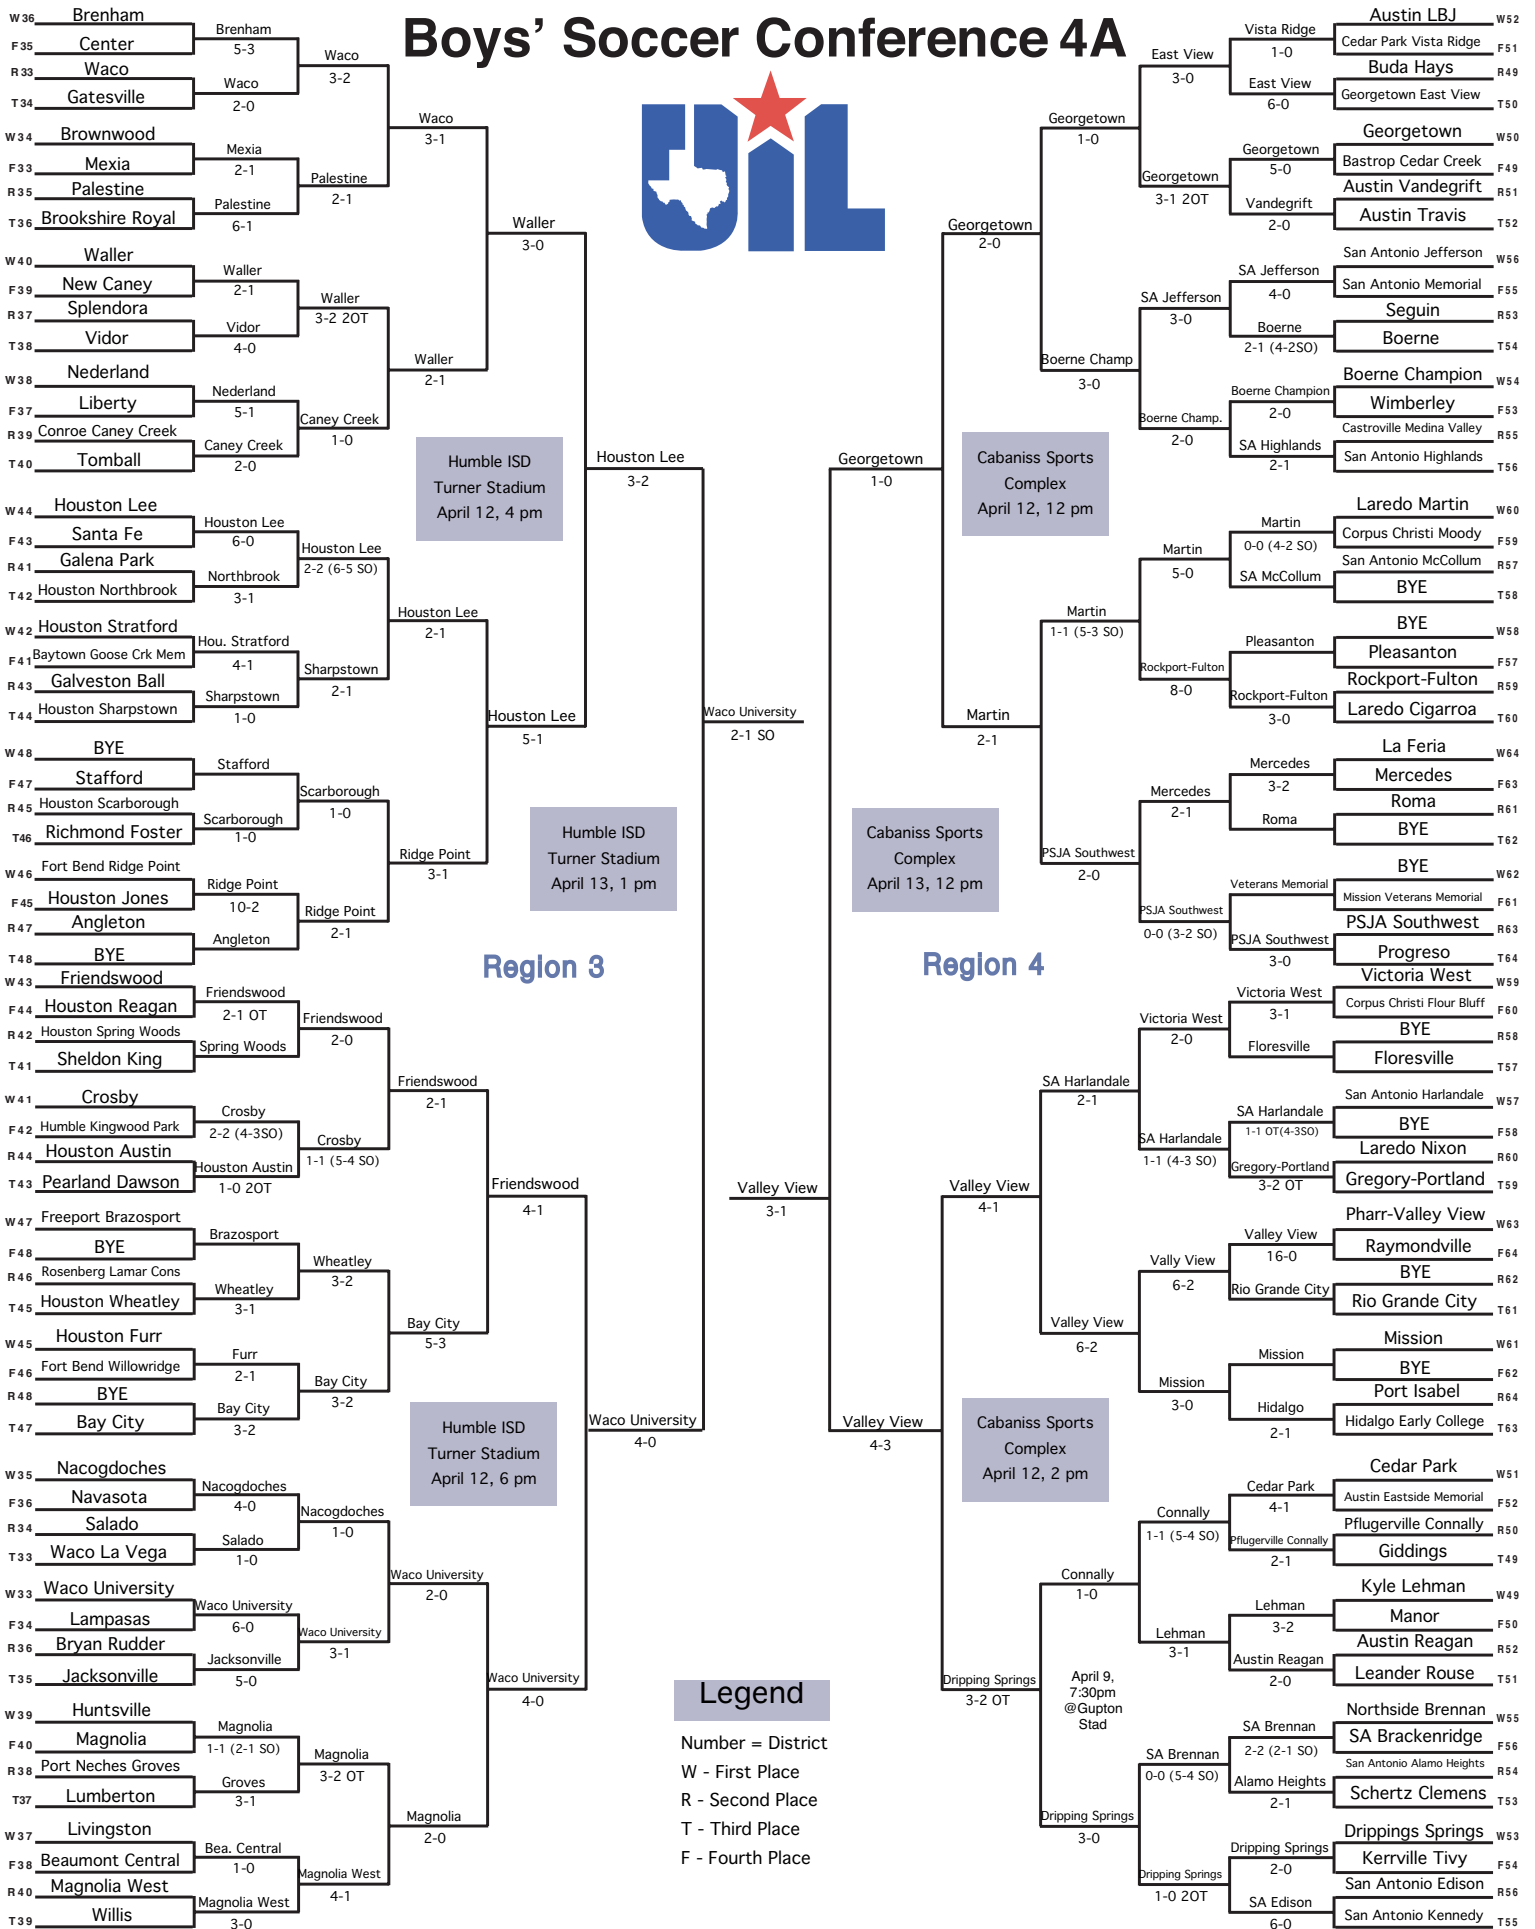 Boys' Soccer Conference 4A
UIL
W36 Brenham
F35 Center
R33 Waco
T34 Gatesville
W34 Brownwood
F33 Mexia
R35 Palestine
T36 Brookshire Royal
W40 Waller
F39 New Caney
R37 Splendora
T38 Vidor
W38 Nederland
F37 Liberty
R39 Conroe Caney Creek
T40 Tomball
W44 Houston Lee
F43 Santa Fe
R41 Galena Park
T42 Houston Northbrook
W42 Houston Stratford
F41 Baytown Goose Crk Mem
R43 Galveston Ball
T44 Houston Sharpstown
W48 BYE
F47 Stafford
R45 Houston Scarborough
T46 Richmond Foster
W46 Fort Bend Ridge Point
F45 Houston Jones
R47 Angleton
T48 BYE
W43 Friendswood
F44 Houston Reagan
R42 Houston Spring Woods
T41 Sheldon King
W41 Crosby
F42 Humble Kingwood Park
R44 Houston Austin
T43 Pearland Dawson
W47 Freeport Brazosport
F48 BYE
R46 Rosenberg Lamar Cons
T45 Houston Wheatley
W45 Houston Furr
F46 Fort Bend Willowridge
R48 BYE
T47 Bay City
W35 Nacogdoches
F36 Navasota
R34 Salado
T33 Waco La Vega
W33 Waco University
F34 Lampasas
R36 Bryan Rudder
T35 Jacksonville
W39 Huntsville
F40 Magnolia
R38 Port Neches Groves
T37 Lumberton
W37 Livingston
F38 Beaumont Central
R40 Magnolia West
T39 Willis
Brenham
5-3
Waco
2-0
Mexia
2-1
Palestine
6-1
Waller
2-1
Vidor
4-0
Nederland
5-1
Caney Creek
2-0
Houston Lee
6-0
Northbrook
3-1
Hou. Stratford
4-1
Sharpstown
1-0
Stafford
Scarborough
1-0
Ridge Point
10-2
Angleton
Friendswood
2-1 OT
Spring Woods
Crosby
2-2 (4-3SO)
Houston Austin
1-0 2OT
Brazosport
Wheatley
3-1
Furr
2-1
Bay City
3-2
Nacogdoches
4-0
Salado
1-0
Waco University
6-0
Jacksonville
5-0
Magnolia
1-1 (2-1 SO)
Groves
3-1
Bea. Central
1-0
Magnolia West
3-0
Waco
3-2
Palestine
2-1
Waller
3-2 2OT
Caney Creek
1-0
Houston Lee
2-2 (6-5 SO)
Sharpstown
2-1
Scarborough
1-0
Ridge Point
2-1
Friendswood
2-0
Crosby
1-1 (5-4 SO)
Wheatley
3-2
Bay City
3-2
Nacogdoches
1-0
Waco University
3-1
Magnolia
3-2 OT
Magnolia West
4-1
Waco
3-1
Waller
2-1
Houston Lee
2-1
Ridge Point
3-1
Friendswood
2-1
Bay City
5-3
Waco University
2-0
Magnolia
2-0
Waller
3-0
Houston Lee
5-1
Friendswood
4-1
Waco University
4-0
Humble ISD
Turner Stadium
April 12, 4 pm
Houston Lee
3-2
Waco University
4-0
Humble ISD
Turner Stadium
April 13, 1 pm
Waco University
2-1 SO
Region 3
Humble ISD
Turner Stadium
April 12, 6 pm
Legend
Number = District
W - First Place
R - Second Place
T - Third Place
F - Fourth Place
Valley View
3-1
Georgetown
1-0
Valley View
4-3
Cabaniss Sports
Complex
April 12, 12 pm
Cabaniss Sports
Complex
April 13, 12 pm
Region 4
Cabaniss Sports
Complex
April 12, 2 pm
Georgetown
2-0
Martin
2-1
Valley View
4-1
Dripping Springs
3-2 OT
April 9,
7:30pm
@Gupton
Stad
Georgetown
1-0
Boerne Champ
3-0
Martin
1-1 (5-3 SO)
PSJA Southwest
2-0
SA Harlandale
2-1
Valley View
6-2
Connally
1-0
Dripping Springs
3-0
East View
3-0
Georgetown
3-1 2OT
SA Jefferson
3-0
Boerne Champ.
2-0
Martin
5-0
Rockport-Fulton
8-0
Mercedes
2-1
PSJA Southwest
0-0 (3-2 SO)
Victoria West
2-0
SA Harlandale
1-1 (4-3 SO)
Vally View
6-2
Mission
3-0
Connally
1-1 (5-4 SO)
Lehman
3-1
SA Brennan
0-0 (5-4 SO)
Dripping Springs
1-0 2OT
Vista Ridge
1-0
East View
6-0
Georgetown
5-0
Vandegrift
2-0
SA Jefferson
4-0
Boerne
2-1 (4-2SO)
Boerne Champion
2-0
SA Highlands
2-1
Martin
0-0 (4-2 SO)
SA McCollum
Pleasanton
Rockport-Fulton
3-0
Mercedes
3-2
Roma
Veterans Memorial
PSJA Southwest
3-0
Victoria West
3-1
Floresville
SA Harlandale
1-1 OT(4-3SO)
Gregory-Portland
3-2 OT
Valley View
16-0
Rio Grande City
Mission
Hidalgo
2-1
Cedar Park
4-1
Pflugerville Connally
2-1
Lehman
3-2
Austin Reagan
2-0
SA Brennan
2-2 (2-1 SO)
Alamo Heights
2-1
Dripping Springs
2-0
SA Edison
6-0
Austin LBJ W52
Cedar Park Vista Ridge F51
Buda Hays R49
Georgetown East View T50
Georgetown W50
Bastrop Cedar Creek F49
Austin Vandegrift R51
Austin Travis T52
San Antonio Jefferson W56
San Antonio Memorial F55
Seguin R53
Boerne T54
Boerne Champion W54
Wimberley F53
Castroville Medina Valley R55
San Antonio Highlands T56
Laredo Martin W60
Corpus Christi Moody F59
San Antonio McCollum R57
BYE T58
BYE W58
Pleasanton F57
Rockport-Fulton R59
Laredo Cigarroa T60
La Feria W64
Mercedes F63
Roma R61
BYE T62
BYE W62
Mission Veterans Memorial F61
PSJA Southwest R63
Progreso T64
Victoria West W59
Corpus Christi Flour Bluff F60
BYE R58
Floresville T57
San Antonio Harlandale W57
BYE F58
Laredo Nixon R60
Gregory-Portland T59
Pharr-Valley View W63
Raymondville F64
BYE R62
Rio Grande City T61
Mission W61
BYE F62
Port Isabel R64
Hidalgo Early College T63
Cedar Park W51
Austin Eastside Memorial F52
Pflugerville Connally R50
Giddings T49
Kyle Lehman W49
Manor F50
Austin Reagan R52
Leander Rouse T51
Northside Brennan W55
SA Brackenridge F56
San Antonio Alamo Heights R54
Schertz Clemens T53
Drippings Springs W53
Kerrville Tivy F54
San Antonio Edison R56
San Antonio Kennedy T55